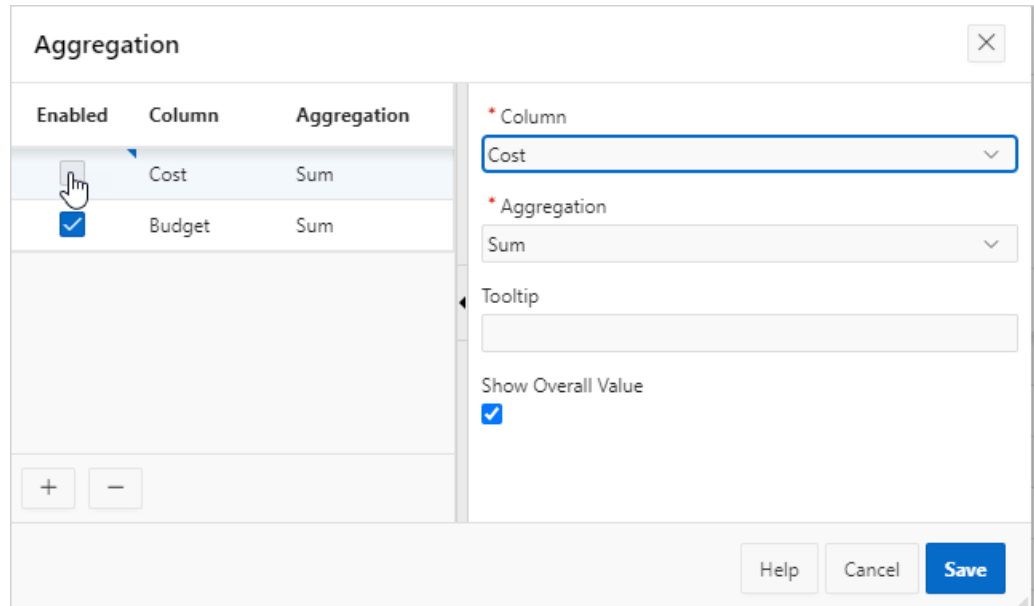 Aggregation
Enabled Column Aggregation
Cost Sum
Budget Sum
* Column
Cost
* Aggregation
Sum
Tooltip
Show Overall Value
Help Cancel Save